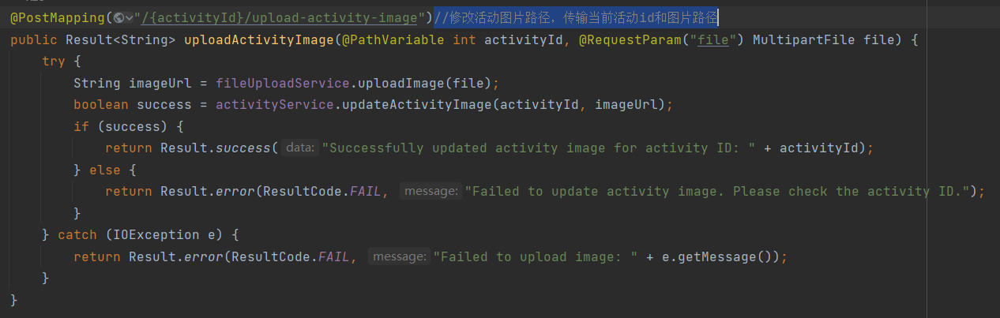 @PostMapping("/{activityId}/upload-activity-image")//修改活动图片路径，传输当前活动id和图片路径
public Result<String> uploadActivityImage(@PathVariable int activityId, @RequestParam("file") MultipartFile file) {
try {
String imageUrl = fileUploadService.uploadImage(file);
boolean success = activityService.updateActivityImage(activityId, imageUrl);
if (success) {
return Result.success( data: "Successfully updated activity image for activity ID: " + activityId);
} else {
return Result.error(ResultCode.FAIL, message: "Failed to update activity image. Please check the activity ID.");
}
} catch (IOException e) {
return Result.error(ResultCode.FAIL, message: "Failed to upload image: " + e.getMessage());
}
}